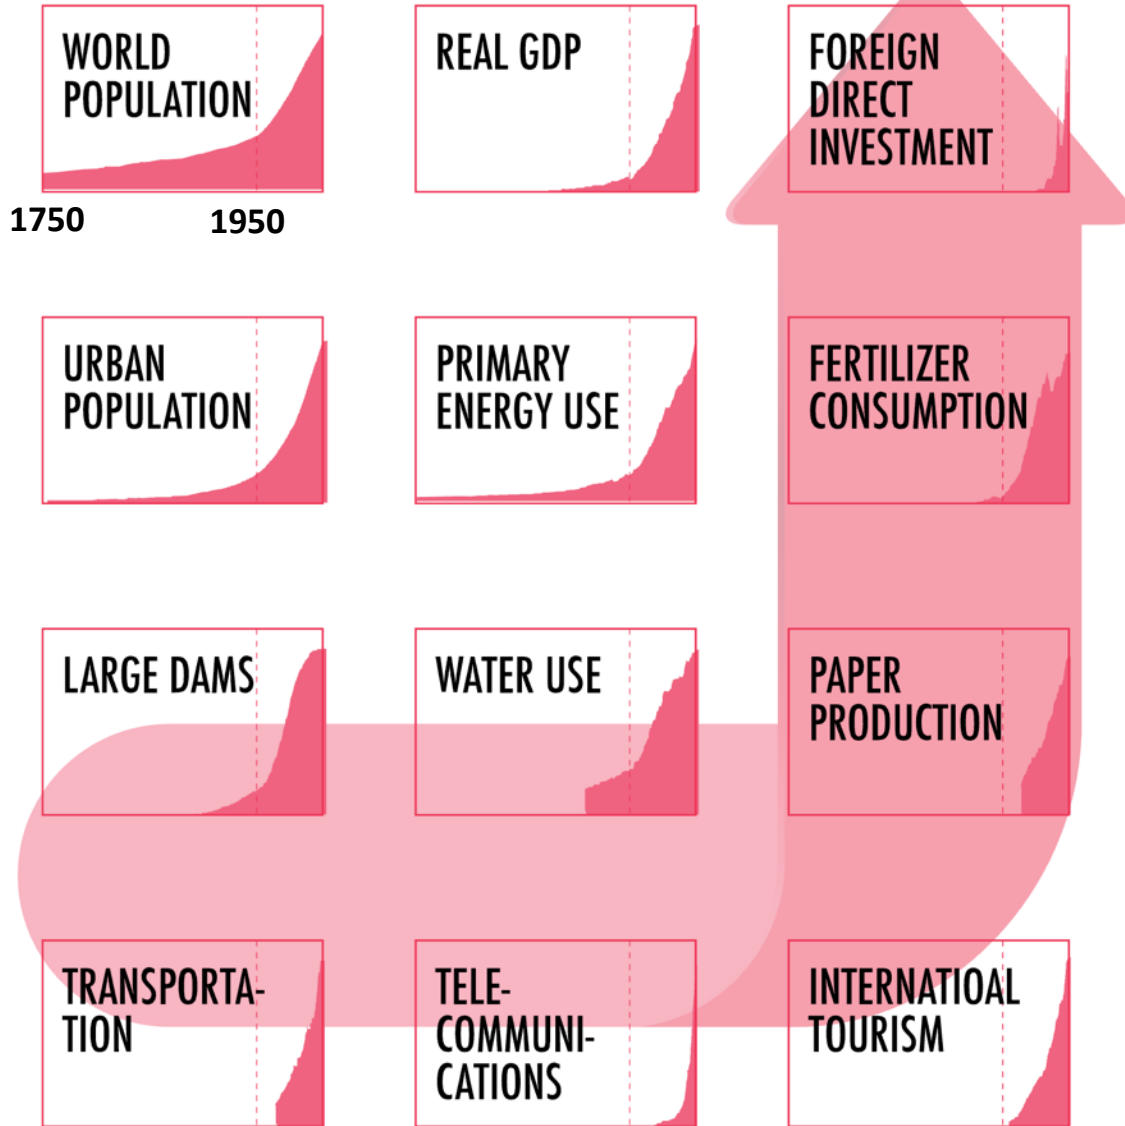 WORLD
POPULATION
REAL GDP
FOREIGN
DIRECT
INVESTMENT
1750
1950
URBAN
POPULATION
PRIMARY
ENERGY USE
FERTILIZER
CONSUMPTION
LARGE DAMS
WATER USE
PAPER
PRODUCTION
TRANSPORTA-
TION
TELE-
COMMUNI-
CATIONS
INTERNATIOAL
TOURISM